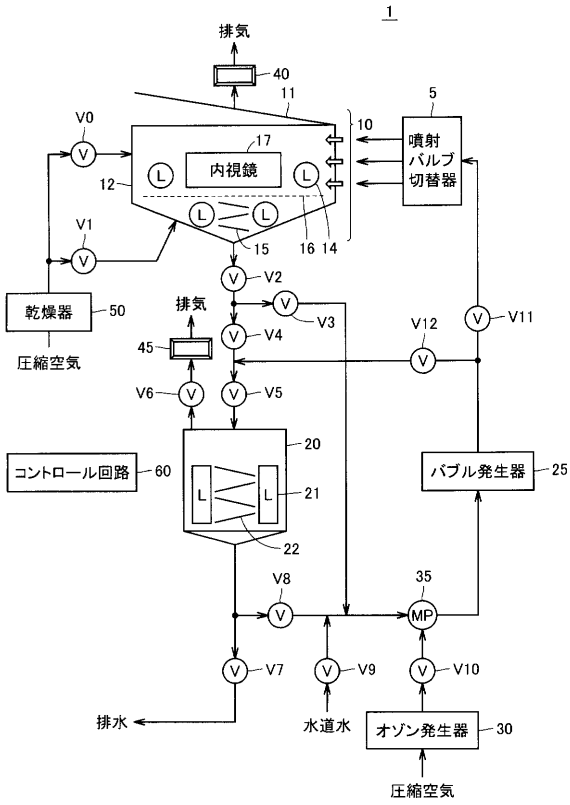 1
排気
40
11
10
5
V0
17
噴射
V
内視鏡
バルブ
L
L
切替器
12
L
L
V1
16
14
V
15
V
V2
乾燥器
50
排気
V
V3
V11
V
圧縮空気
V
V4
V12
45
V
V6
V
V
V5
20
コントロール回路
60
バブル発生器
25
L
L
21
22
V8
35
V
MP
V
V7
V
V9
V
V10
排水
水道水
オゾン発生器
30
圧縮空気